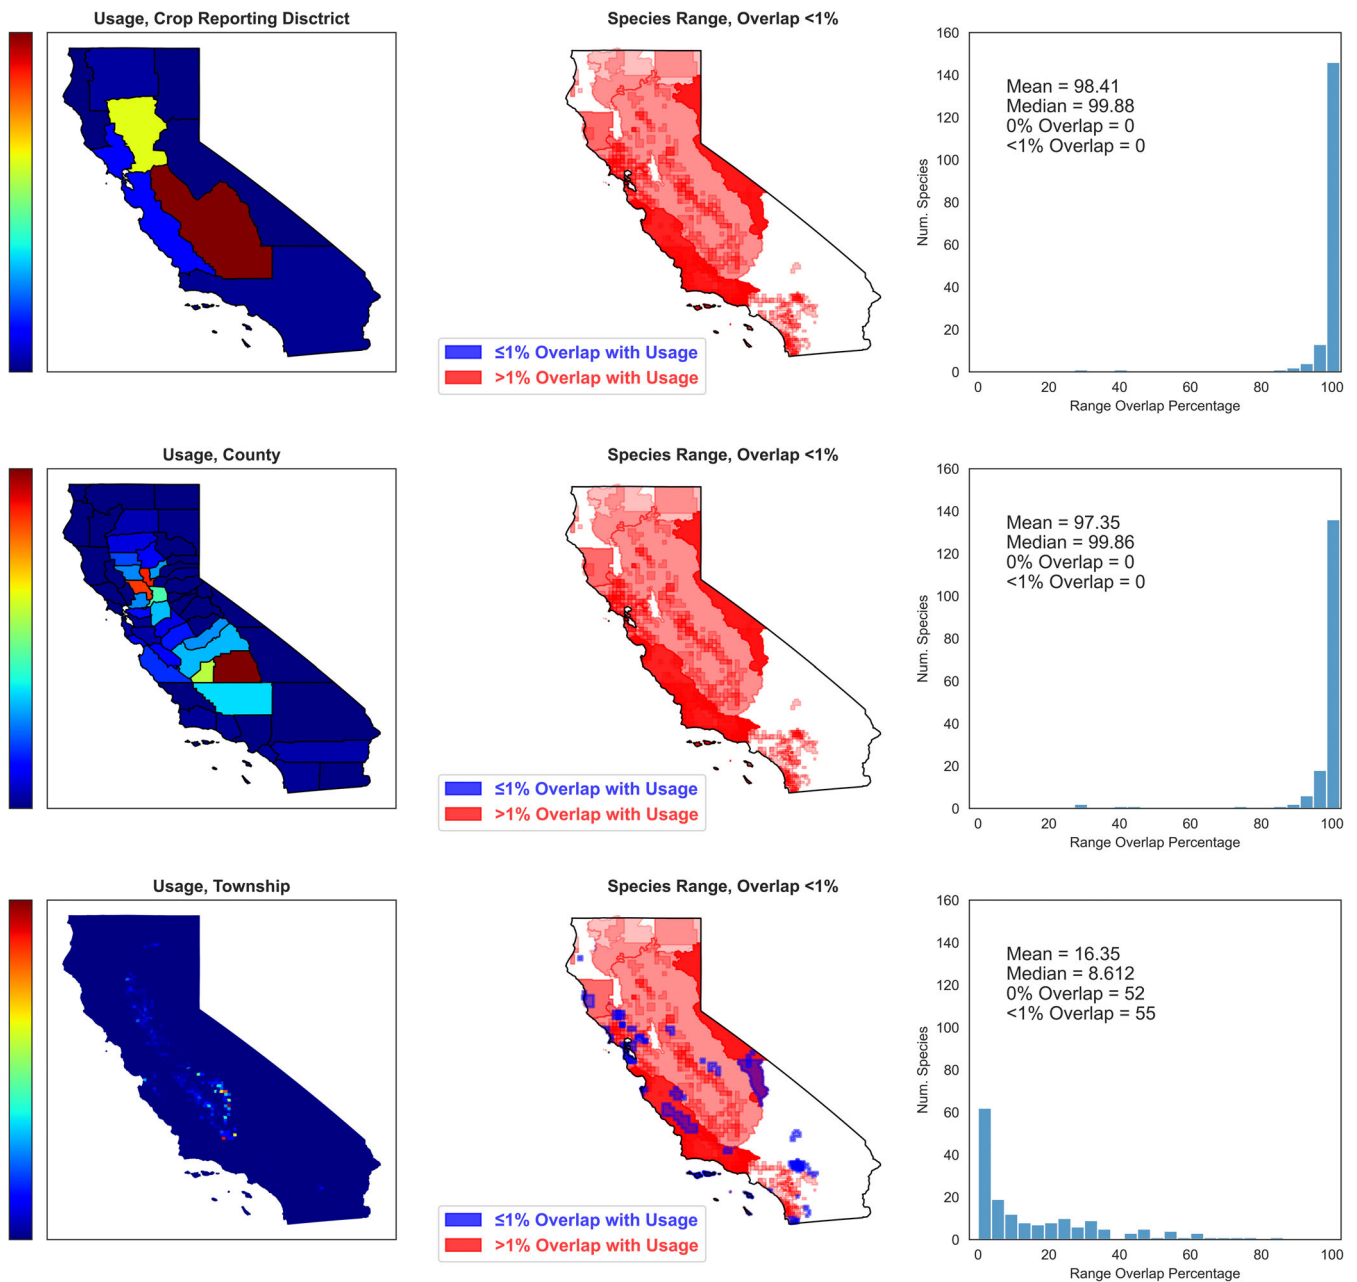 Usage, Crop Reporting Disctrict
Species Range, Overlap <1%
≤1% Overlap with Usage
>1% Overlap with Usage
160
140
120
100
80
60
40
20
0
Num. Species
Mean = 98.41
Median = 99.88
0% Overlap = 0
<1% Overlap = 0
0 20 40 60 80 100
Range Overlap Percentage
Usage, County
Species Range, Overlap <1%
≤1% Overlap with Usage
>1% Overlap with Usage
160
140
120
100
80
60
40
20
0
Num. Species
Mean = 97.35
Median = 99.86
0% Overlap = 0
<1% Overlap = 0
0 20 40 60 80 100
Range Overlap Percentage
Usage, Township
Species Range, Overlap <1%
≤1% Overlap with Usage
>1% Overlap with Usage
160
140
120
100
80
60
40
20
0
Num. Species
Mean = 16.35
Median = 8.612
0% Overlap = 52
<1% Overlap = 55
0 20 40 60 80 100
Range Overlap Percentage